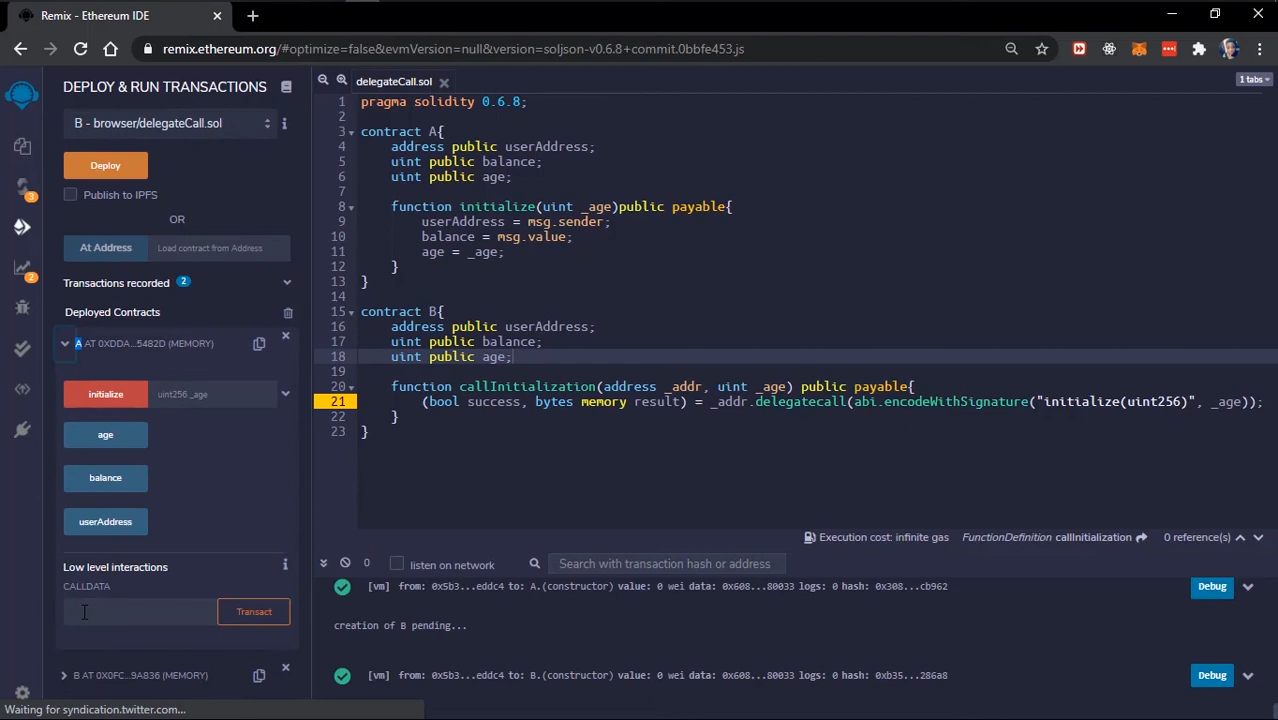 Remix - Ethereum IDE
remix.ethereum.org/#optimize=false&evmVersion=null&version=soljson-v0.6.8+commit.0bbfe453.js
DEPLOY & RUN TRANSACTIONS
B - browser/delegateCall.sol
Deploy
Publish to IPFS
OR
At Address
Load contract from Address
Transactions recorded 2
Deployed Contracts
A AT 0XDDA...5482D (MEMORY)
initialize
uint256 _age
age
balance
userAddress
Low level interactions
CALLDATA
Transact
B AT 0X0FC...9A836 (MEMORY)
Waiting for syndication.twitter.com...
3
2
delegateCall.sol
1 tabs
1 pragma solidity 0.6.8;
2
3 contract A{
4 address public userAddress;
5 uint public balance;
6 uint public age;
7
8 function initialize(uint _age)public payable{
9 userAddress = msg.sender;
10 balance = msg.value;
11 age = _age;
12 }
13 }
14
15 contract B{
16 address public userAddress;
17 uint public balance;
18 uint public age;
19
20 function callInitialization(address _addr, uint _age) public payable{
21 (bool success, bytes memory result) = _addr.delegatecall(abi.encodeWithSignature("initialize(uint256)", _age));
22 }
23 }
Execution cost: infinite gas FunctionDefinition callInitialization 0 reference(s)
0 listen on network Search with transaction hash or address
[vm] from: 0x5b3...eddc4 to: A.(constructor) value: 0 wei data: 0x608...80033 logs: 0 hash: 0x308...cb962 Debug
creation of B pending...
[vm] from: 0x5b3...eddc4 to: B.(constructor) value: 0 wei data: 0x608...80033 logs: 0 hash: 0xb35...286a8 Debug